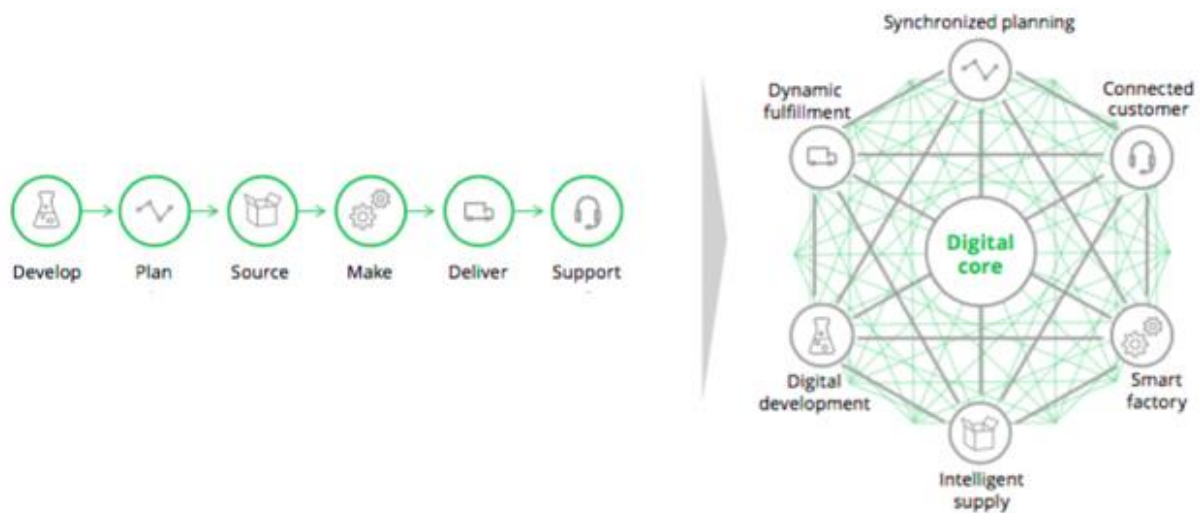 Develop
Plan
Source
Make
Deliver
Support
Synchronized planning
Dynamic
fulfillment
Connected
customer
Digital
core
Digital
development
Smart
factory
Intelligent
supply